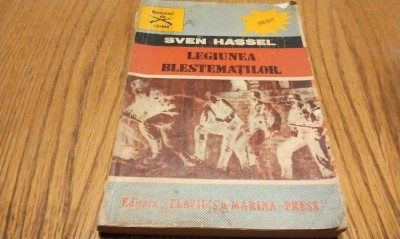 SVEN HASSEL
LEGIUNEA
BLESTEMAȚILOR
Editura „FLAVIUS & MARINA - PRESS"